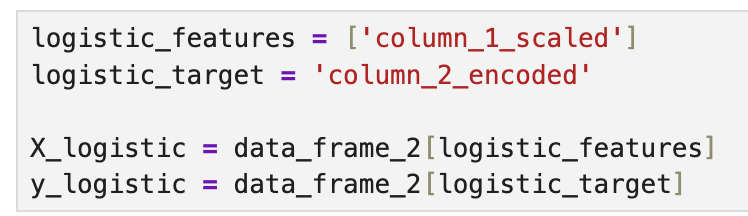 logistic_features = ['column_1_scaled']
logistic_target = 'column_2_encoded'
X_logistic = data_frame_2[logistic_features]
y_logistic = data_frame_2[logistic_target]